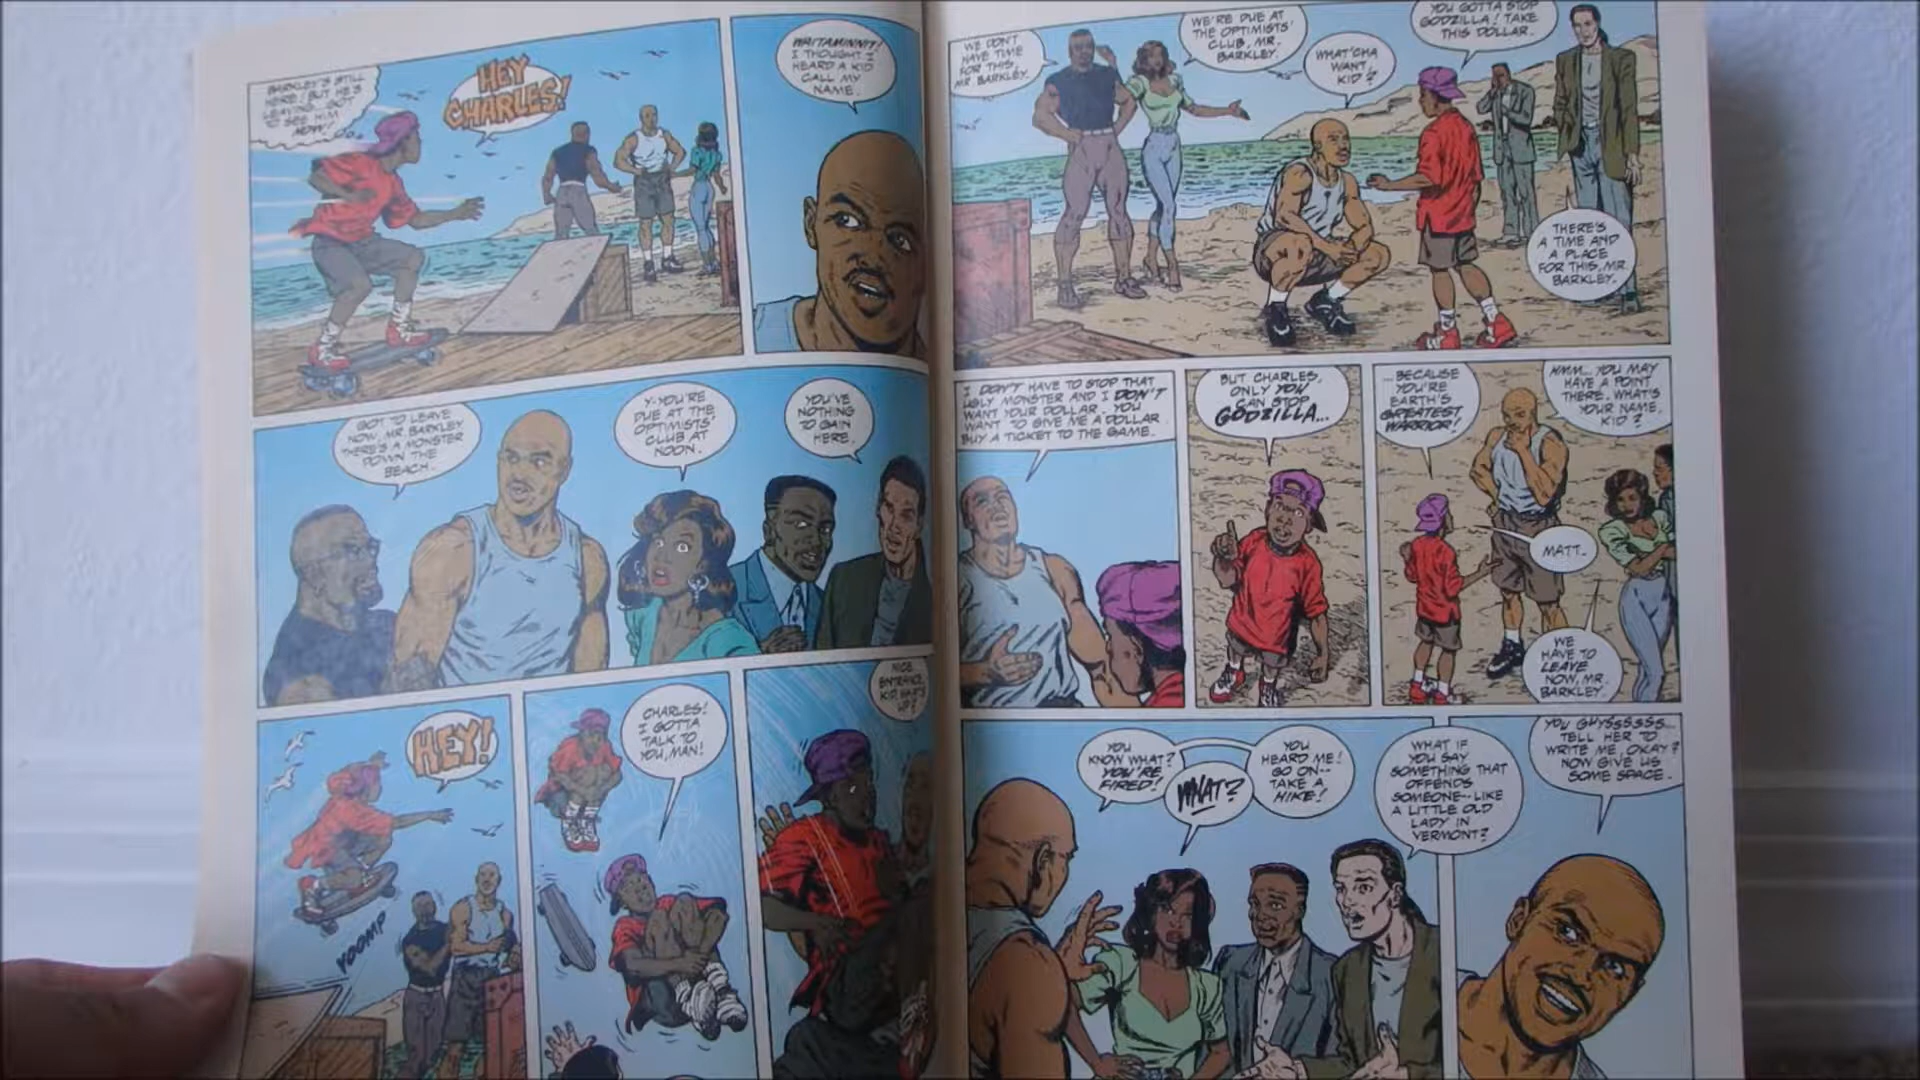 BARKLEY'S STILL
HERE! BUT HE'S
LEAVING. GOT
TO SEE HIM
NOW!
HEY
CHARLES!
WAITAMINNIT!
I THOUGHT I
HEARD A KID
CALL MY
NAME.
GOT TO LEAVE
NOW, MR. BARKLEY.
THERE'S A MONSTER
DOWN THE
BEACH.
Y-YOU'RE
DUE AT THE
OPTIMISTS'
CLUB AT
NOON.
YOU'VE
NOTHING
TO GAIN
HERE.
HEY!
VOOMP
CHARLES!
I GOTTA
TALK TO
YOU, MAN!
NICE
ENTRANCE,
KID. WHAT'S
UP?
WE DON'T
HAVE TIME
FOR THIS,
MR. BARKLEY.
WE'RE DUE AT
THE OPTIMISTS'
CLUB, MR.
BARKLEY.
WHAT'CHA
WANT,
KID?
YOU GOTTA STOP
GODZILLA! TAKE
THIS DOLLAR.
THERE'S
A TIME AND
A PLACE
FOR THIS, MR.
BARKLEY.
I DON'T HAVE TO STOP THAT
UGLY MONSTER AND I DON'T
WANT YOUR DOLLAR. YOU
WANT TO GIVE ME A DOLLAR
BUY A TICKET TO THE GAME.
BUT CHARLES,
ONLY YOU
CAN STOP
GODZILLA...
...BECAUSE
YOU'RE
EARTH'S
GREATEST
WARRIOR!
HMM... YOU MAY
HAVE A POINT
THERE. WHAT'S
YOUR NAME,
KID?
MATT.
WE
HAVE TO
LEAVE
NOW, MR.
BARKLEY.
YOU
KNOW WHAT?
YOU'RE
FIRED!
WHAT?
YOU
HEARD ME!
GO ON--
TAKE A
HIKE!
WHAT IF
YOU SAY
SOMETHING THAT
OFFENDS
SOMEONE--LIKE
A LITTLE OLD
LADY IN
VERMONT?
YOU GUYSSSSS...
TELL HER TO
WRITE ME, OKAY?
NOW GIVE US
SOME SPACE.